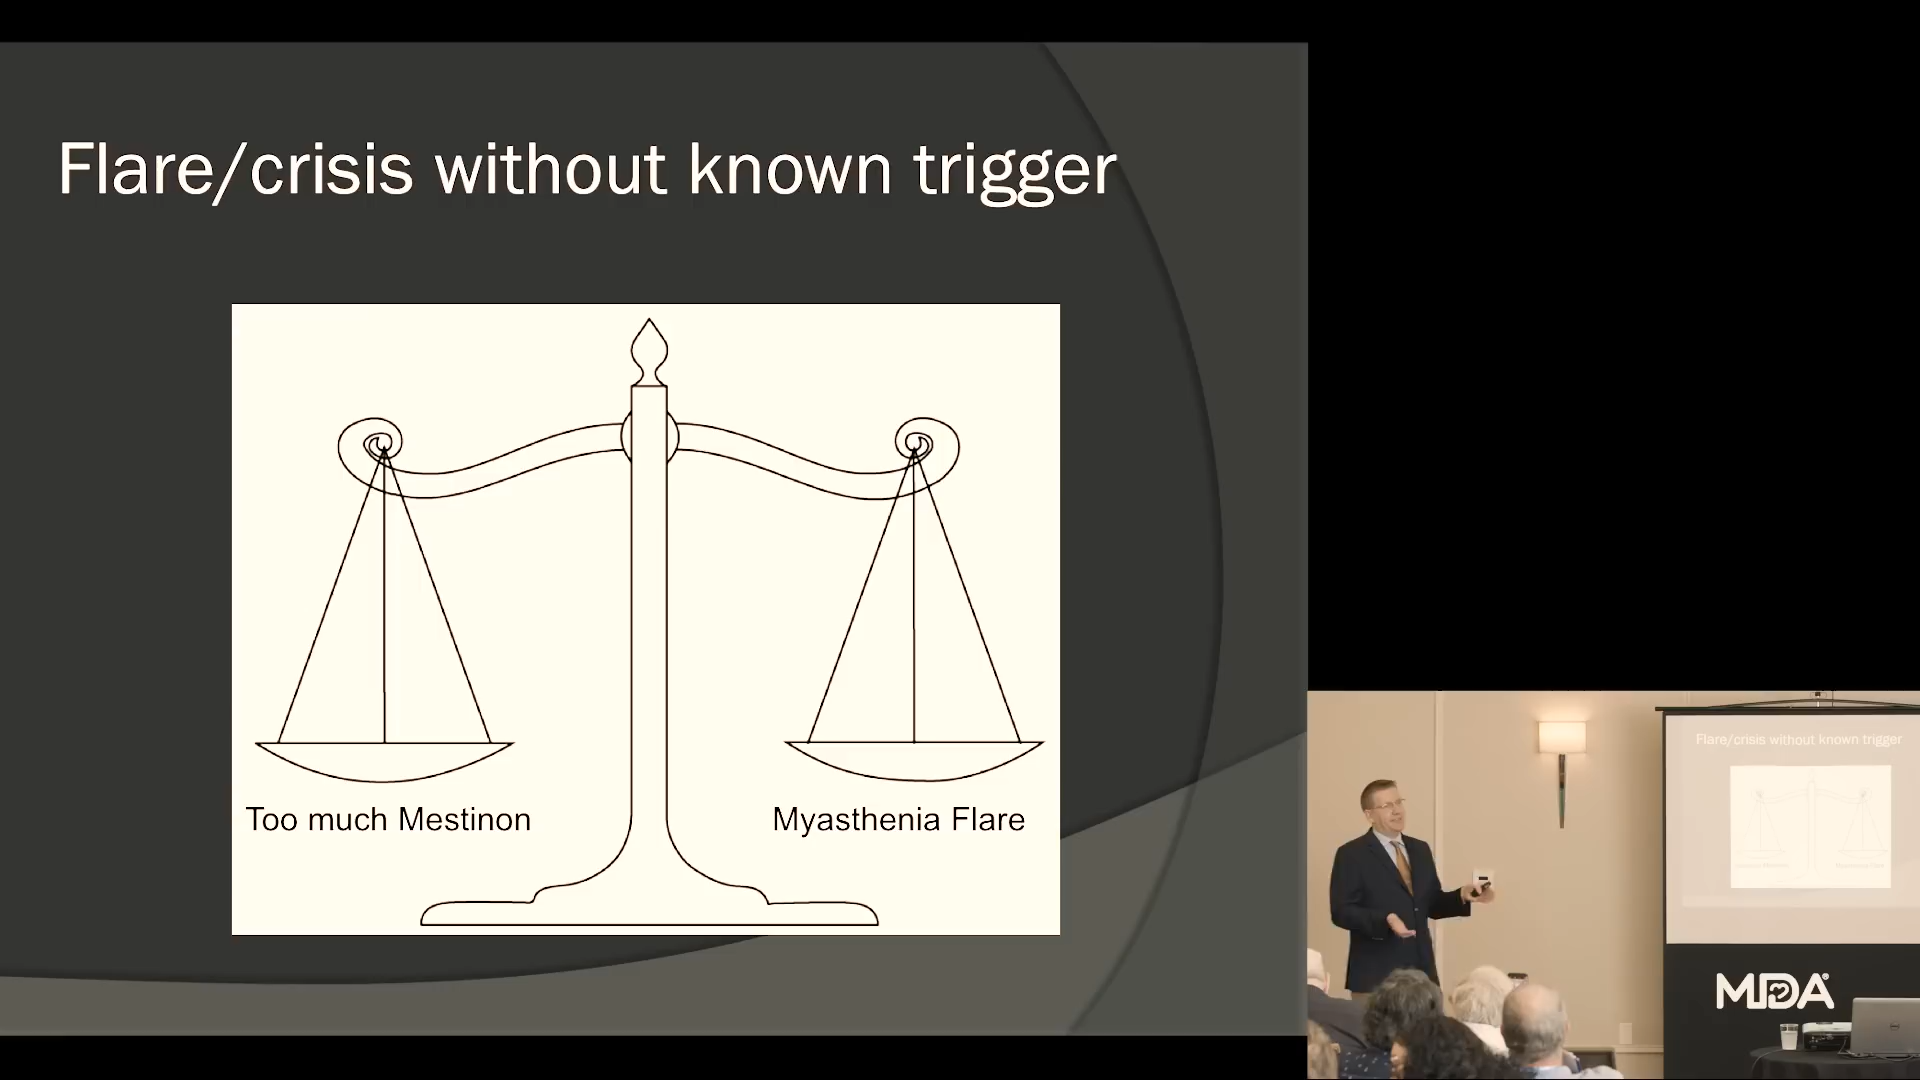 Flare/crisis without known trigger
Too much Mestinon
Myasthenia Flare
Flare/crisis without known trigger
MDA